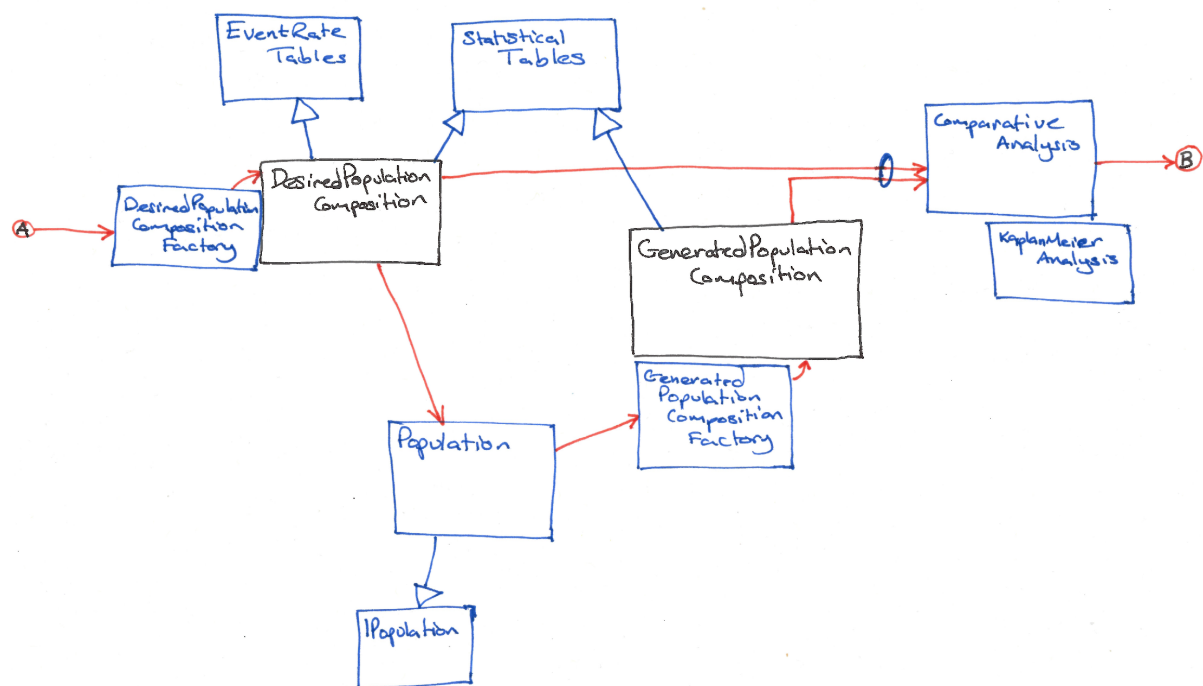 EventRate
Tables
Statistical
Tables
Comparative
Analysis
B
KaplanMeier
Analysis
A
DesiredPopulation
Composition
Factory
DesiredPopulation
Composition
GeneratedPopulation
Composition
Generated
Population
Composition
Factory
Population
IPopulation